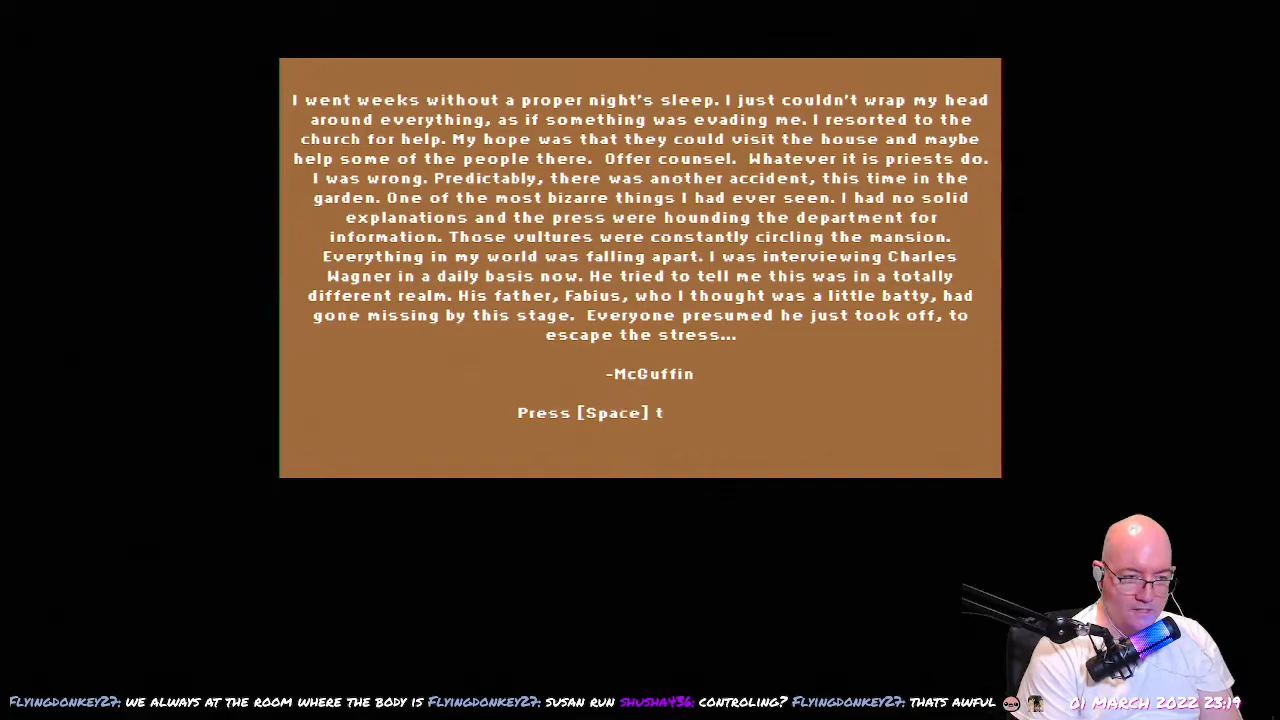 I went weeks without a proper night's sleep. I just couldn't wrap my head
around everything, as if something was evading me. I resorted to the
church for help. My hope was that they could visit the house and maybe
help some of the people there.  Offer counsel.  Whatever it is priests do.
I was wrong. Predictably, there was another accident, this time in the
garden. One of the most bizarre things I had ever seen. I had no solid
explanations and the press were hounding the department for
information. Those vultures were constantly circling the mansion.
Everything in my world was falling apart. I was interviewing Charles
Wagner in a daily basis now. He tried to tell me this was in a totally
different realm. His father, Fabius, who I thought was a little batty, had
gone missing by this stage.  Everyone presumed he just took off, to
escape the stress...
-McGuffin
Press [Space] t
Flyingdonkey27: we always at the room where the body is Flyingdonkey27: susan run shusha436: controling? Flyingdonkey27: thats awful 01 March 2022 23:19